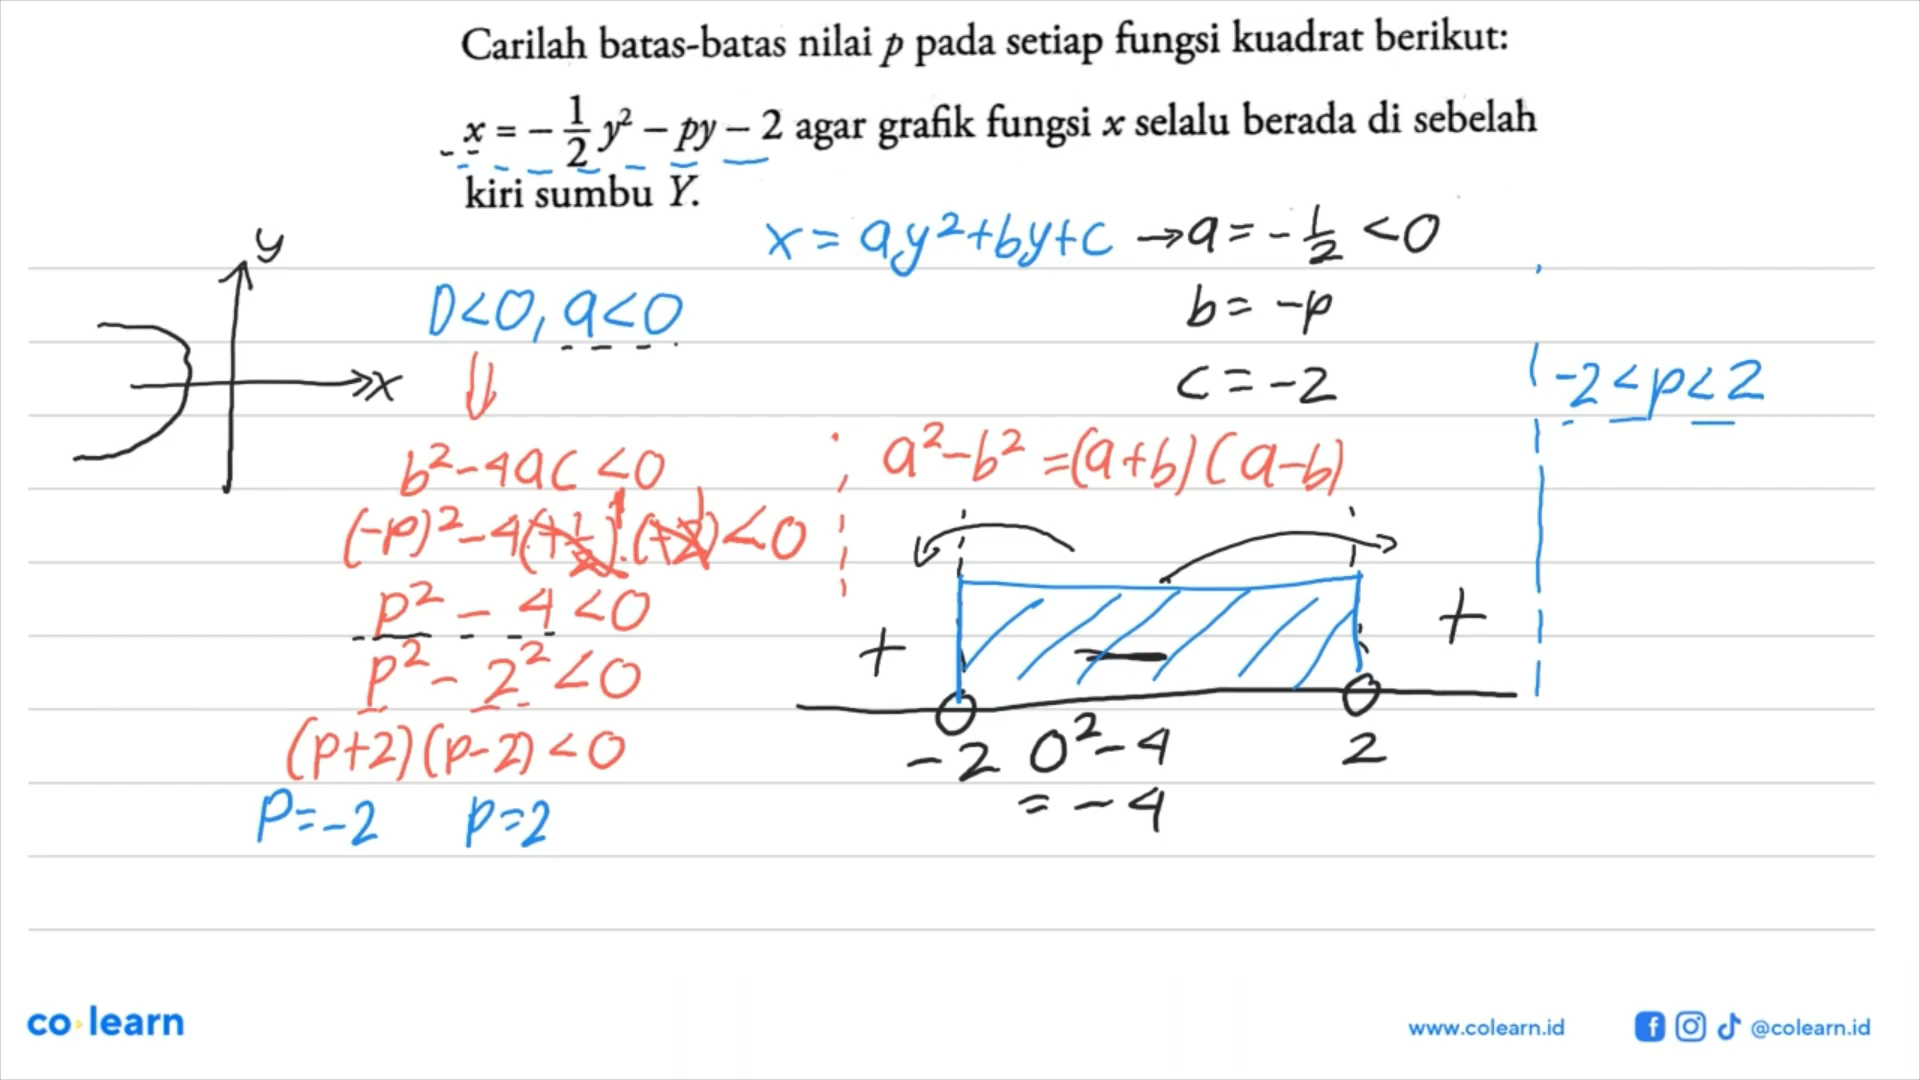 Carilah batas-batas nilai p pada setiap fungsi kuadrat berikut:
x = - 1/2 y² - py - 2 agar grafik fungsi x selalu berada di sebelah
kiri sumbu Y.
x = ay²+by+c → a = - 1/2 < 0
b = -p
c = -2
y
x
D<0, a<0
b²-4ac<0
(-p)²-4(+1/2)1.(+2)1<0
p² - 4 <0
p² - 2² <0
(p+2)(p-2)<0
p=-2 p=2
a²-b²=(a+b)(a-b)
+ - +
-2 0²-4 2
= -4
-2<p<2
co learn
www.colearn.id
@colearn.id